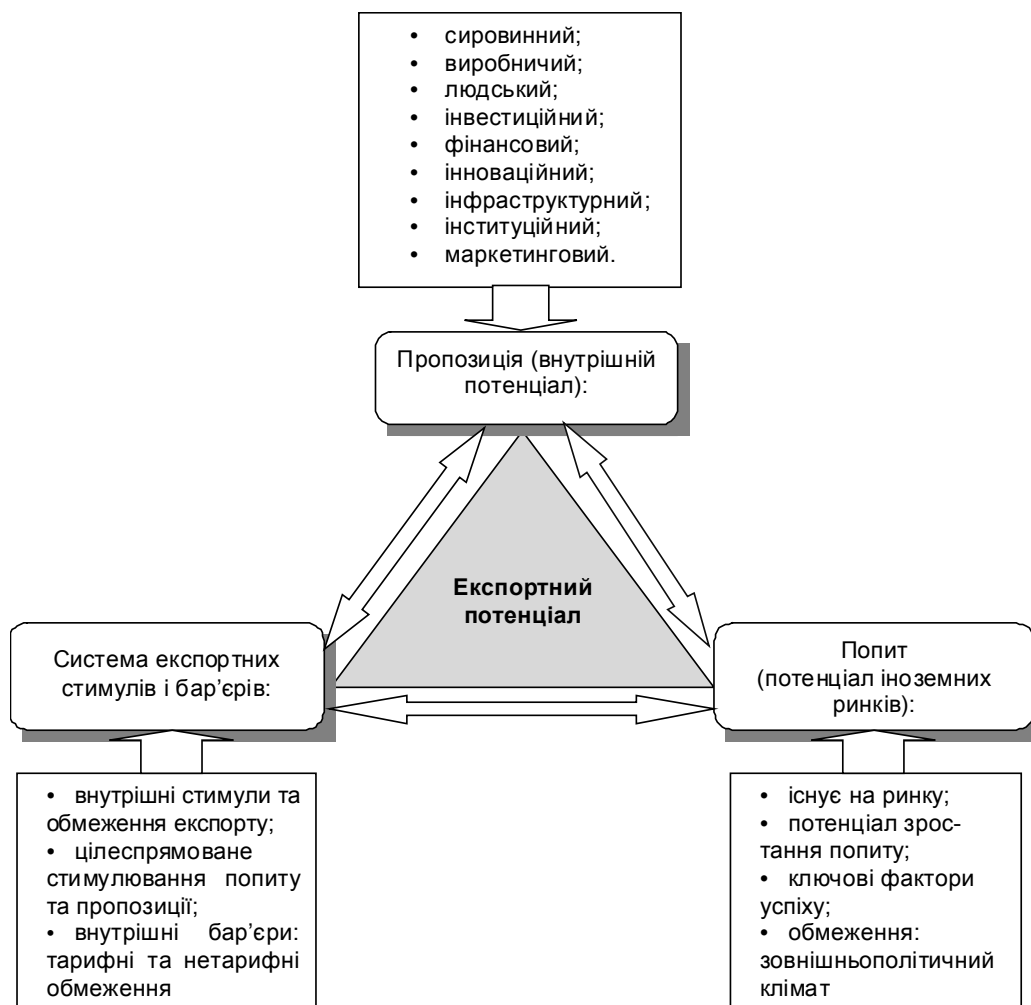 • сировинний;
• виробничий;
• людський;
• інвестиційний;
• фінансовий;
• інноваційний;
• інфраструктурний;
• інституційний;
• маркетинговий.
Пропозиція (внутрішній
потенціал):
Експортний
потенціал
Система експортних
стимулів і бар’єрів:
Попит
(потенціал іноземних
ринків):
• внутрішні стимули та
обмеження експорту;
• цілеспрямоване
стимулювання попиту
та пропозиції;
• внутрішні бар’єри:
тарифні та нетарифні
обмеження
• існує на ринку;
• потенціал зрос-
тання попиту;
• ключові фактори
успіху;
• обмеження:
зовнішньополітичний
клімат